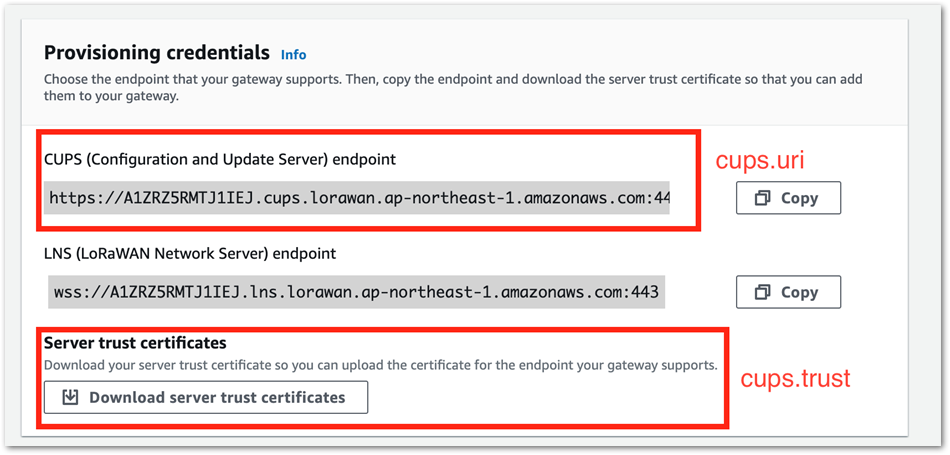 Provisioning credentials Info
Choose the endpoint that your gateway supports. Then, copy the endpoint and download the server trust certificate so that you can add
them to your gateway.
CUPS (Configuration and Update Server) endpoint
cups.uri
https://A1ZRZ5RMTJ1IEJ.cups.lorawan.ap-northeast-1.amazonaws.com:44
Copy
LNS (LoRaWAN Network Server) endpoint
wss://A1ZRZ5RMTJ1IEJ.lns.lorawan.ap-northeast-1.amazonaws.com:443
Copy
Server trust certificates
Download your server trust certificate so you can upload the certificate for the endpoint your gateway supports.
cups.trust
Download server trust certificates